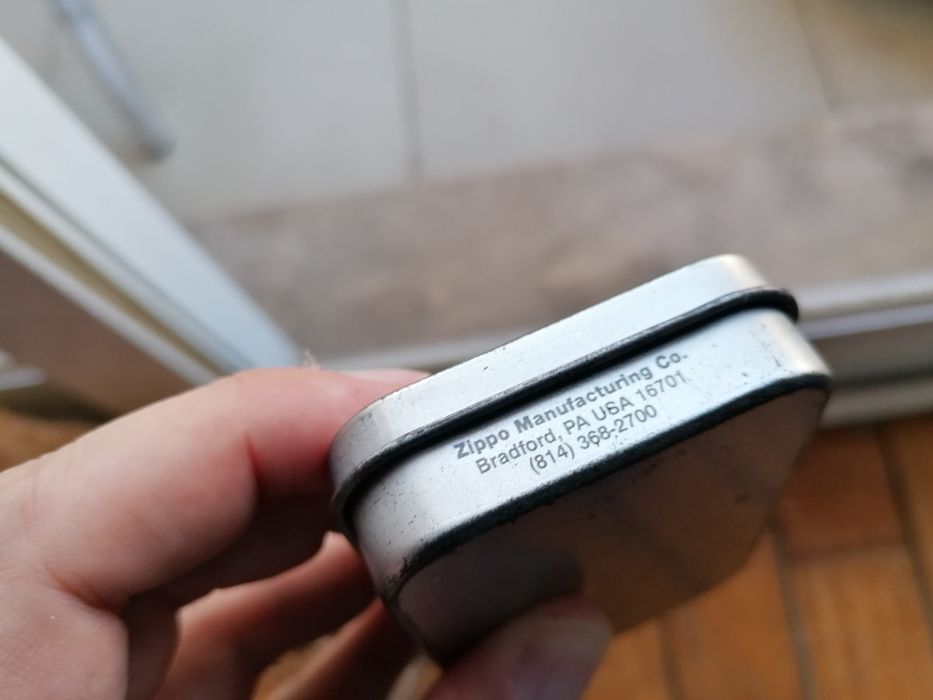 Zippo Manufacturing Co.
Bradford, PA USA 16701
(814) 368-2700